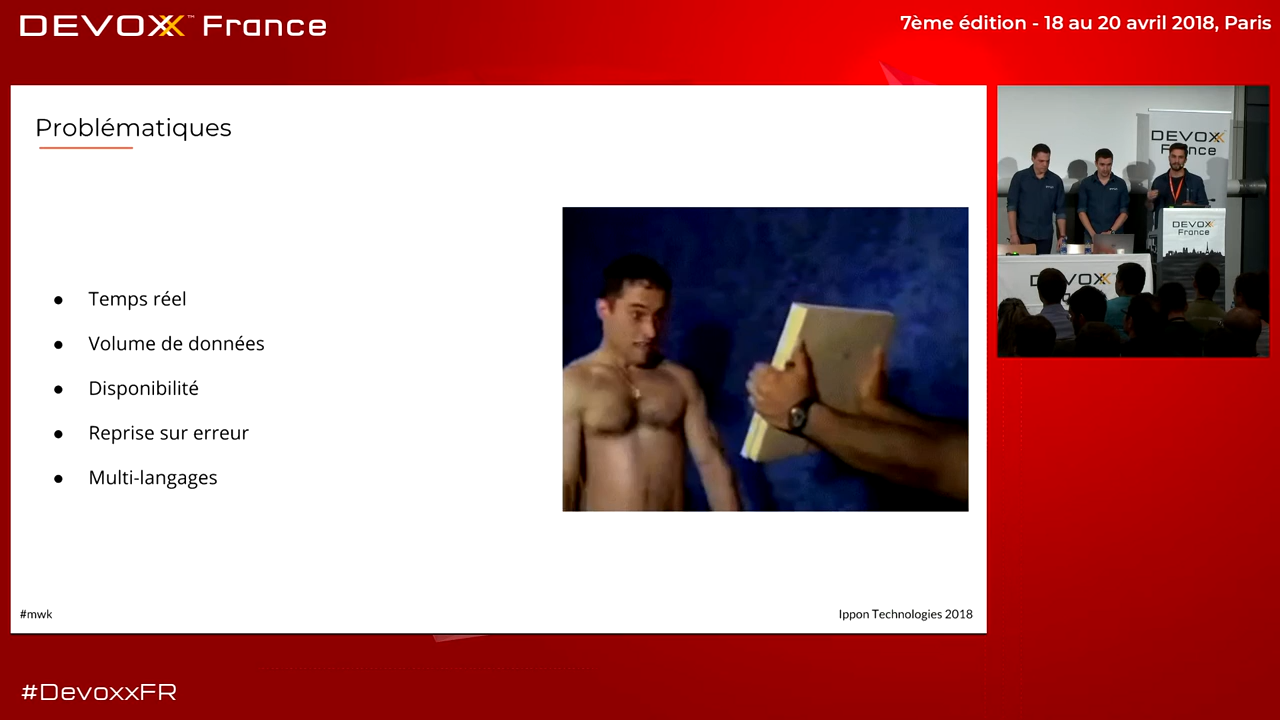 DEVOXX™ France
7ème édition - 18 au 20 avril 2018, Paris
Problématiques
● Temps réel
● Volume de données
● Disponibilité
● Reprise sur erreur
● Multi-langages
#mwk
Ippon Technologies 2018
DEVOXX
France
DEVOXX
France
DEVOXX
#DevoxxFR